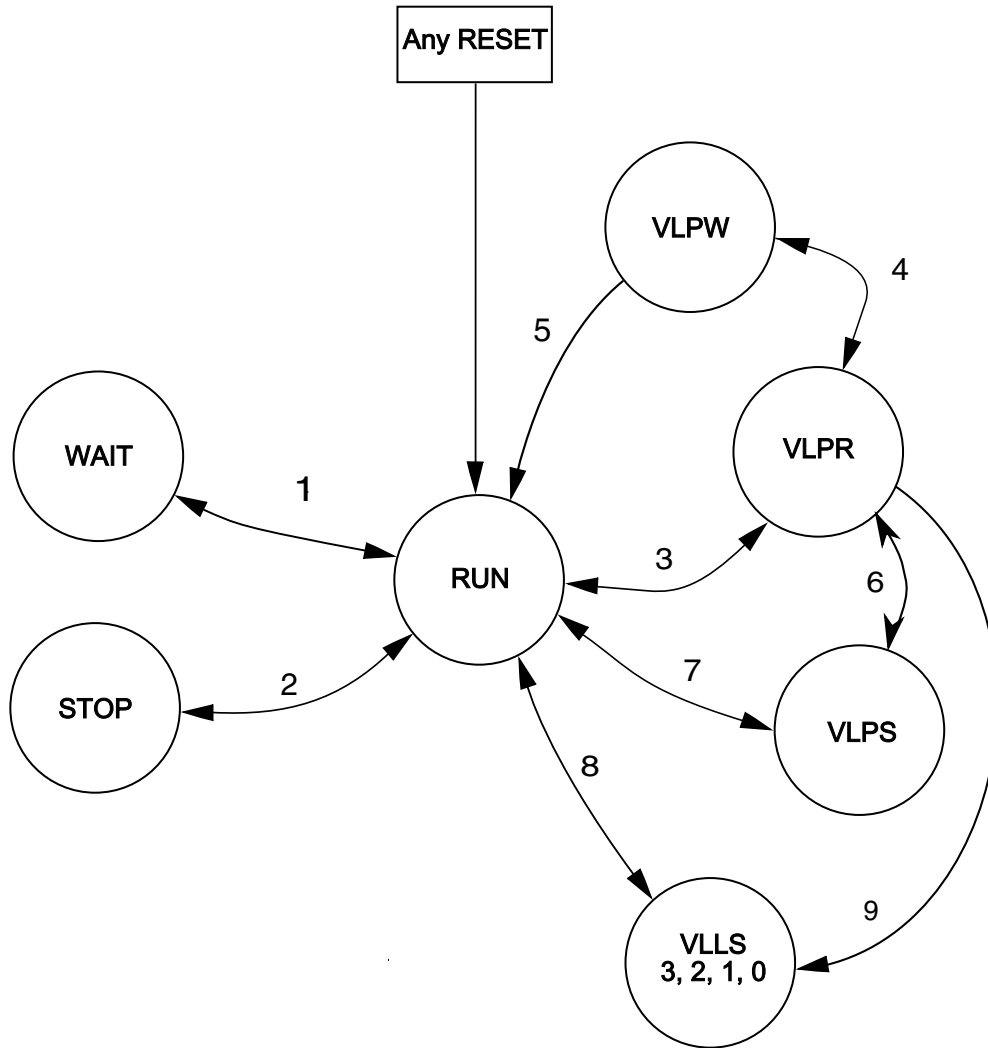 Any RESET
VLPW
4
5
VLPR
WAIT
1
3
RUN
6
7
2
STOP
VLPS
8
9
VLLS
3, 2, 1, 0